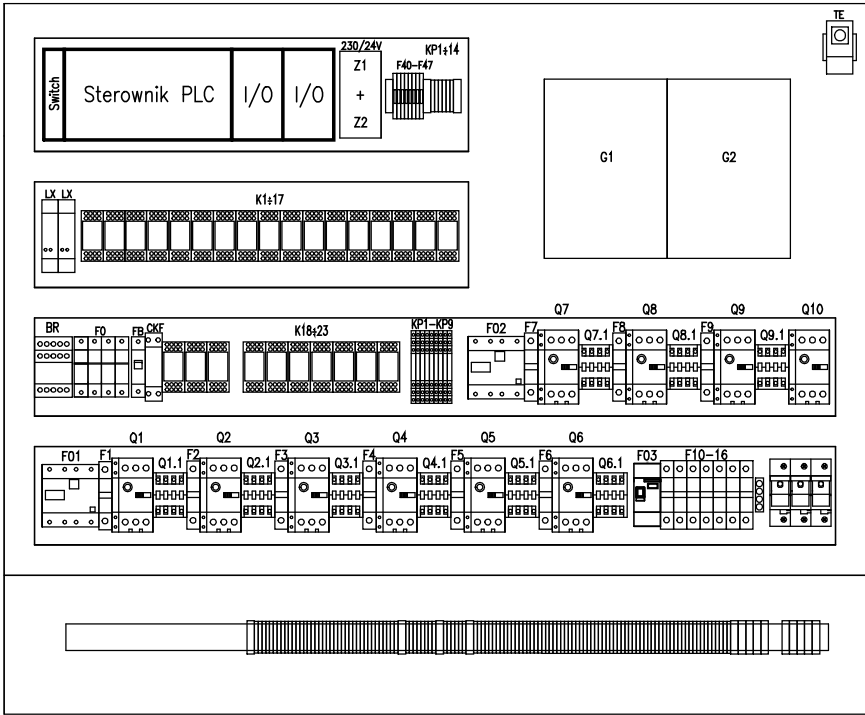 TE
230/24V
KP1÷14
F40-F47
Switch
Sterownik PLC
I/O
I/O
Z1
+
Z2
G1
G2
LX LX
K1÷17
BR
F0
FB
CKF
K18÷23
KP1-KP9
FO2
F7
Q7
Q7.1
F8
Q8
Q8.1
F9
Q9
Q9.1
Q10
FO1
F1
Q1
Q1.1
F2
Q2
Q2.1
F3
Q3
Q3.1
F4
Q4
Q4.1
F5
Q5
Q5.1
F6
Q6
Q6.1
FO3
F10-16